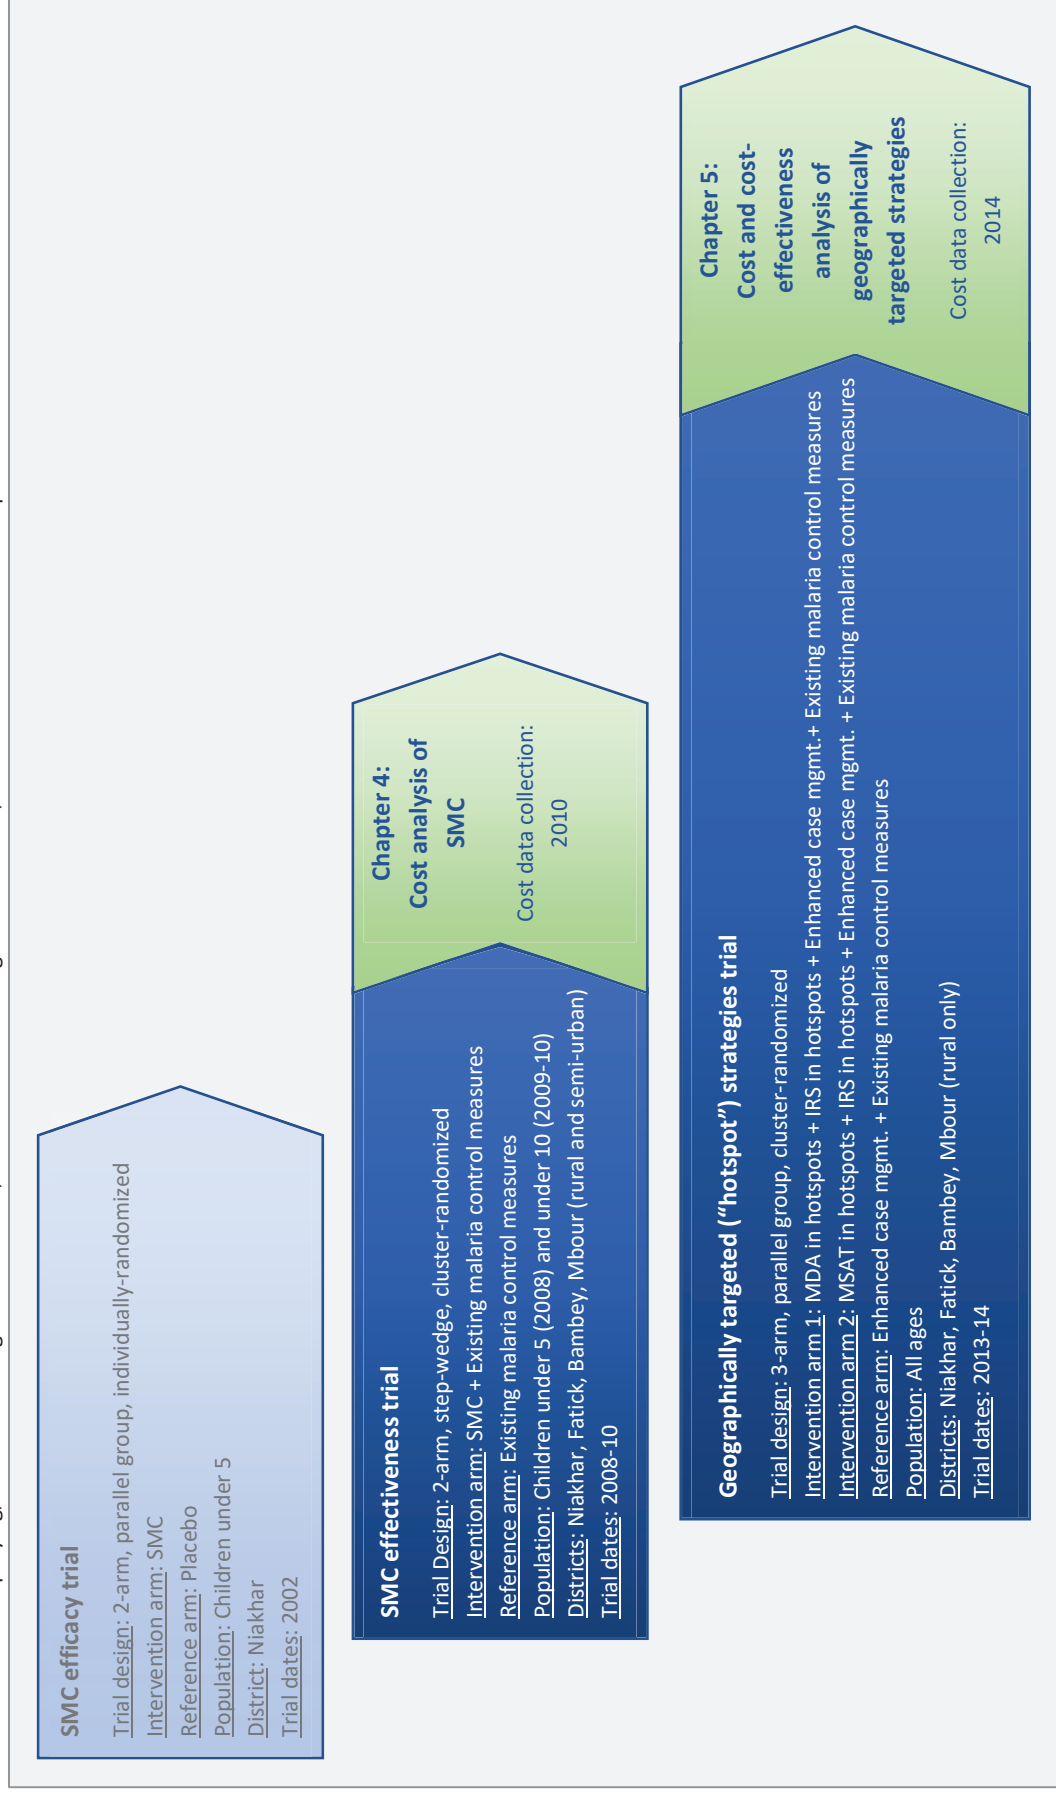 SMC efficacy trial
Trial design: 2-arm, parallel group, individually-randomized
Intervention arm: SMC
Reference arm: Placebo
Population: Children under 5
District: Niakhar
Trial dates: 2002
SMC effectiveness trial
Trial Design: 2-arm, step-wedge, cluster-randomized
Intervention arm: SMC + Existing malaria control measures
Reference arm: Existing malaria control measures
Population: Children under 5 (2008) and under 10 (2009-10)
Districts: Niakhar, Fatick, Bambey, Mbour (rural and semi-urban)
Trial dates: 2008-10
Chapter 4:
Cost analysis of
SMC
Cost data collection:
2010
Geographically targeted (“hotspot”) strategies trial
Trial design: 3-arm, parallel group, cluster-randomized
Intervention arm 1: MDA in hotspots + IRS in hotspots + Enhanced case mgmt.+ Existing malaria control measures
Intervention arm 2: MSAT in hotspots + IRS in hotspots + Enhanced case mgmt. + Existing malaria control measures
Reference arm: Enhanced case mgmt. + Existing malaria control measures
Population: All ages
Districts: Niakhar, Fatick, Bambey, Mbour (rural only)
Trial dates: 2013-14
Chapter 5:
Cost and cost-
effectiveness
analysis of
geographically
targeted strategies
Cost data collection:
2014